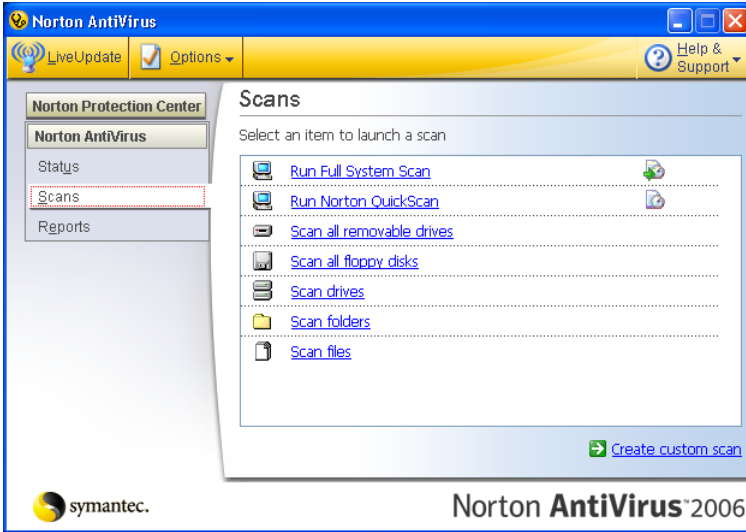 Norton AntiVirus
LiveUpdate Options Help & Support
Norton Protection Center
Norton AntiVirus
Status
Scans
Reports
Scans
Select an item to launch a scan
Run Full System Scan
Run Norton QuickScan
Scan all removable drives
Scan all floppy disks
Scan drives
Scan folders
Scan files
Create custom scan
symantec.
Norton AntiVirus™2006